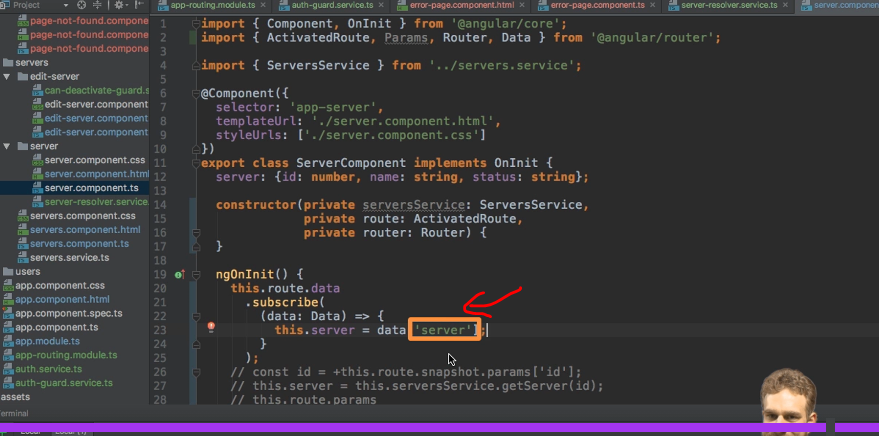 Project
app-routing.module.ts
auth-guard.service.ts
error-page.component.html
error-page.component.ts
server-resolver.service.ts
server.component
page-not-found.compone
page-not-found.compone
page-not-found.compone
servers
edit-server
can-deactivate-guard.s
edit-server.component
edit-server.component
edit-server.component
server
server.component.css
server.component.html
server.component.ts
server-resolver.service.
servers.component.css
servers.component.html
servers.component.ts
servers.service.ts
users
app.component.css
app.component.html
app.component.spec.ts
app.component.ts
app.module.ts
app-routing.module.ts
auth.service.ts
auth-guard.service.ts
assets
1 import { Component, OnInit } from '@angular/core';
2 import { ActivatedRoute, Params, Router, Data } from '@angular/router';
3
4 import { ServersService } from '../servers.service';
5
6 @Component({
7 selector: 'app-server',
8 templateUrl: './server.component.html',
9 styleUrls: ['./server.component.css']
10 })
11 export class ServerComponent implements OnInit {
12 server: {id: number, name: string, status: string};
13
14 constructor(private serversService: ServersService,
15 private route: ActivatedRoute,
16 private router: Router) {
17 }
18
19 ngOnInit() {
20 this.route.data
21 .subscribe(
22 (data: Data) => {
23 this.server = data 'server'];
24 }
25 );
26 // const id = +this.route.snapshot.params['id'];
27 // this.server = this.serversService.getServer(id);
28 // this.route.params
erminal
Local
Local (1)